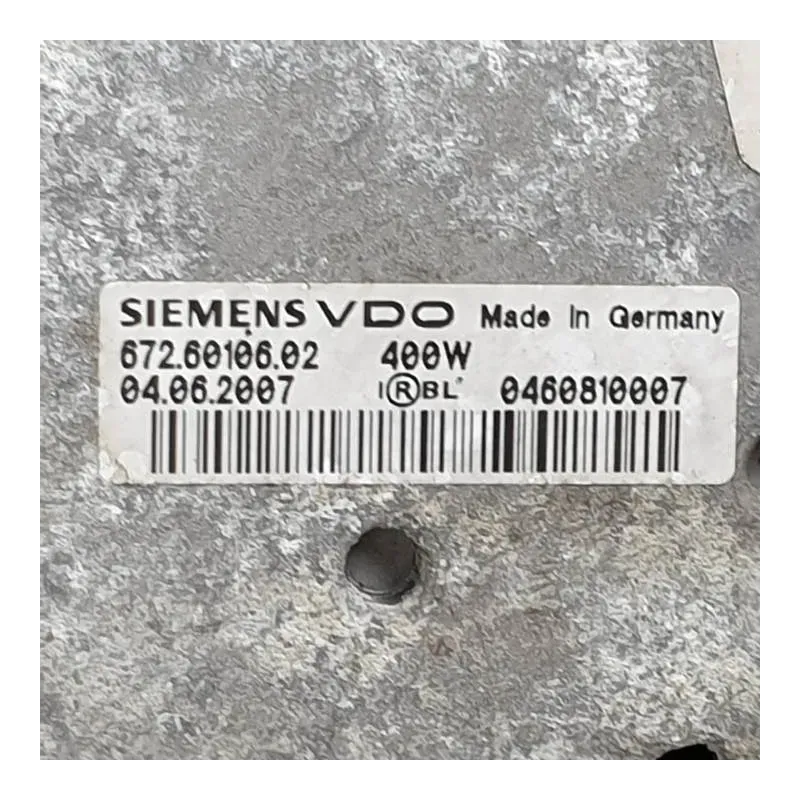 SIEMENS VDO Made In Germany
672.60106.02 400W
04.06.2007 I®BL* 0460810007